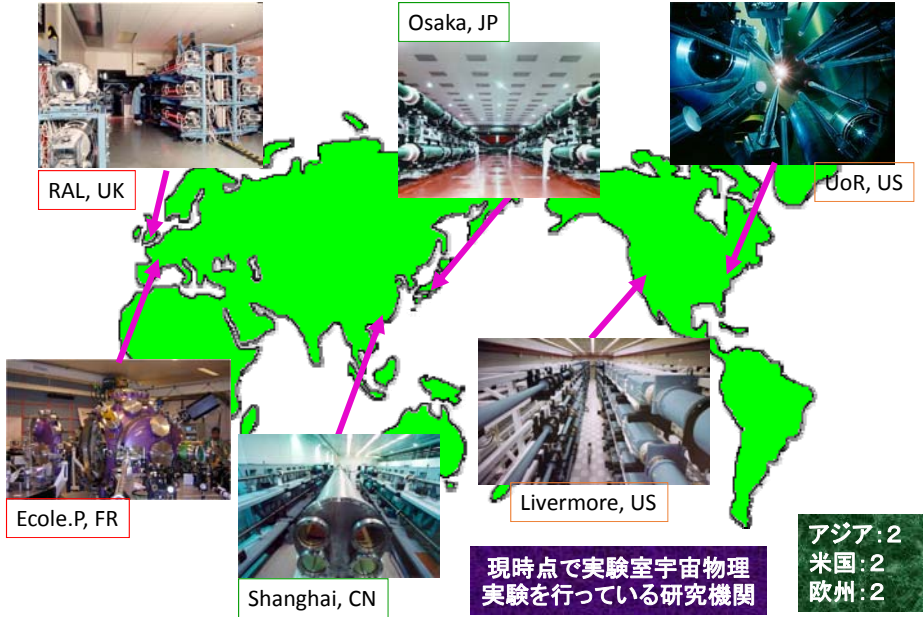 Osaka, JP
RAL, UK
UoR, US
Ecole.P, FR
Livermore, US
Shanghai, CN
現時点で実験室宇宙物理
実験を行っている研究機関
アジア：２
米国：２
欧州：２